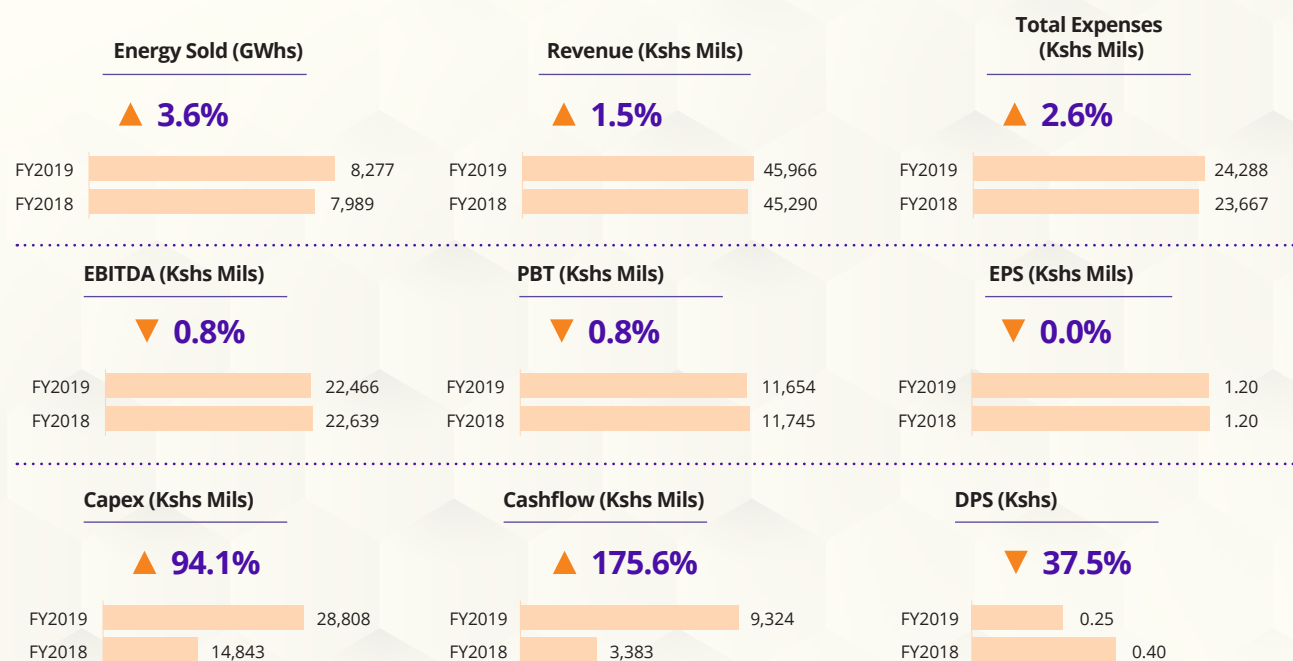 Energy Sold (GWhs)
▲ 3.6%
FY2019 8,277
FY2018 7,989
Revenue (Kshs Mils)
▲ 1.5%
FY2019 45,966
FY2018 45,290
Total Expenses
(Kshs Mils)
▲ 2.6%
FY2019 24,288
FY2018 23,667
EBITDA (Kshs Mils)
▼ 0.8%
FY2019 22,466
FY2018 22,639
PBT (Kshs Mils)
▼ 0.8%
FY2019 11,654
FY2018 11,745
EPS (Kshs Mils)
▼ 0.0%
FY2019 1.20
FY2018 1.20
Capex (Kshs Mils)
▲ 94.1%
FY2019 28,808
FY2018 14,843
Cashflow (Kshs Mils)
▲ 175.6%
FY2019 9,324
FY2018 3,383
DPS (Kshs)
▼ 37.5%
FY2019 0.25
FY2018 0.40